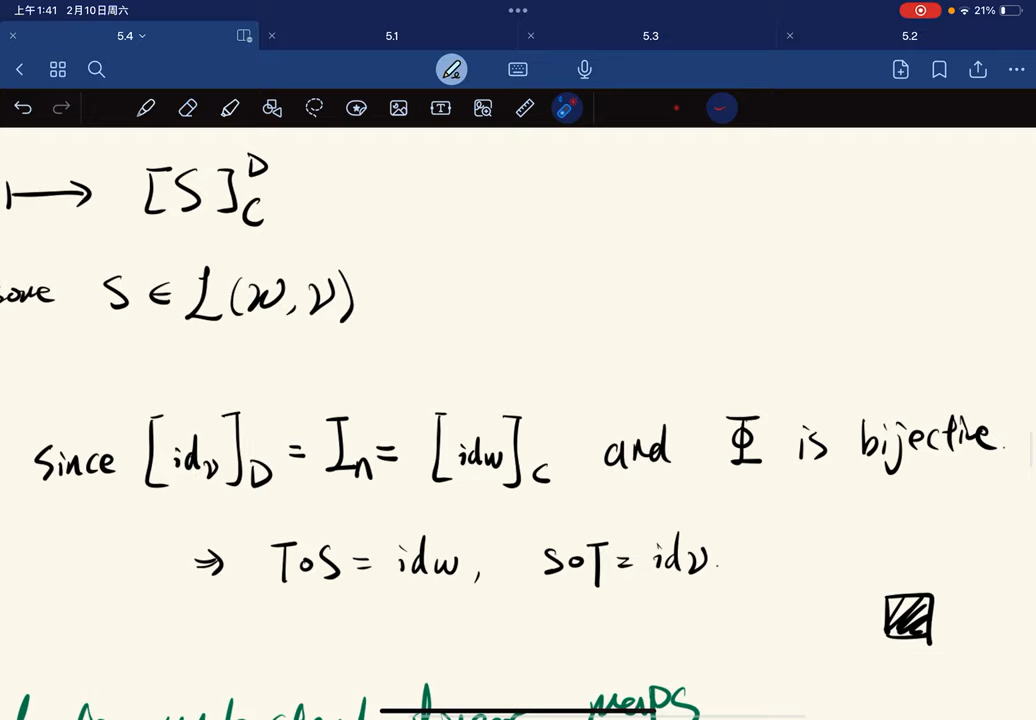 上午1:41 2月10日周六
21%
5.4 5.1 5.3 5.2
⟼ [S]_C^D
S ∈ L(W, V)
since [id_V]_D = I_n = [id_W]_C and Φ is bijective.
⇒ T∘S = id_W, S∘T = id_V.
maps